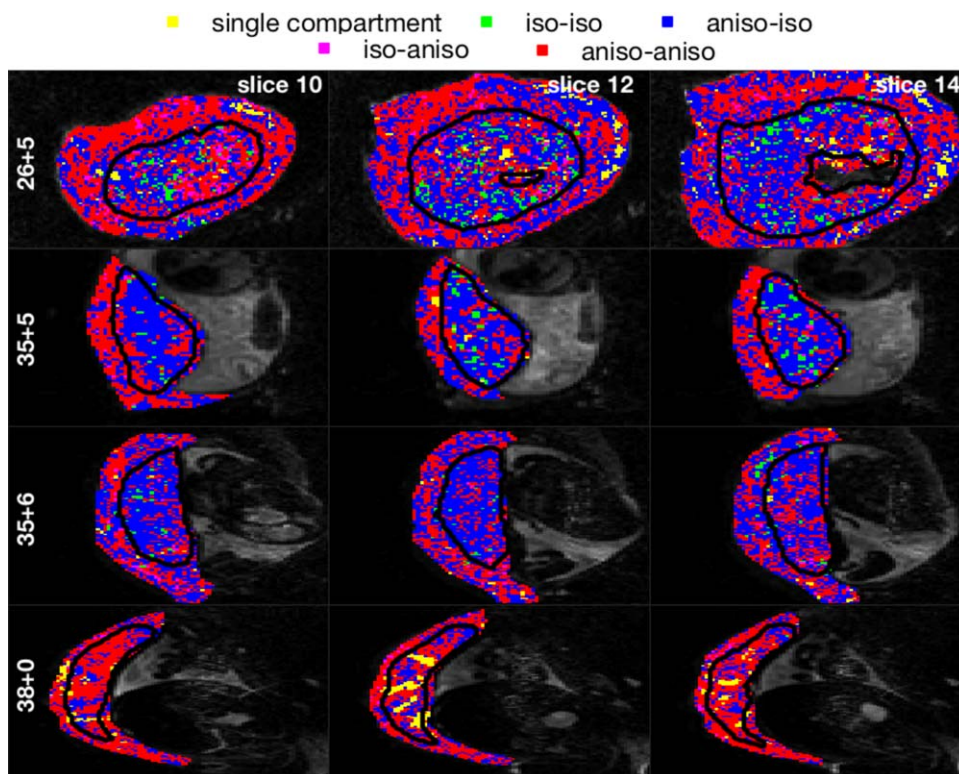 single compartment iso-iso aniso-iso
iso-aniso aniso-aniso
slice 10 slice 12 slice 14
26+5
35+5
35+6
38+0